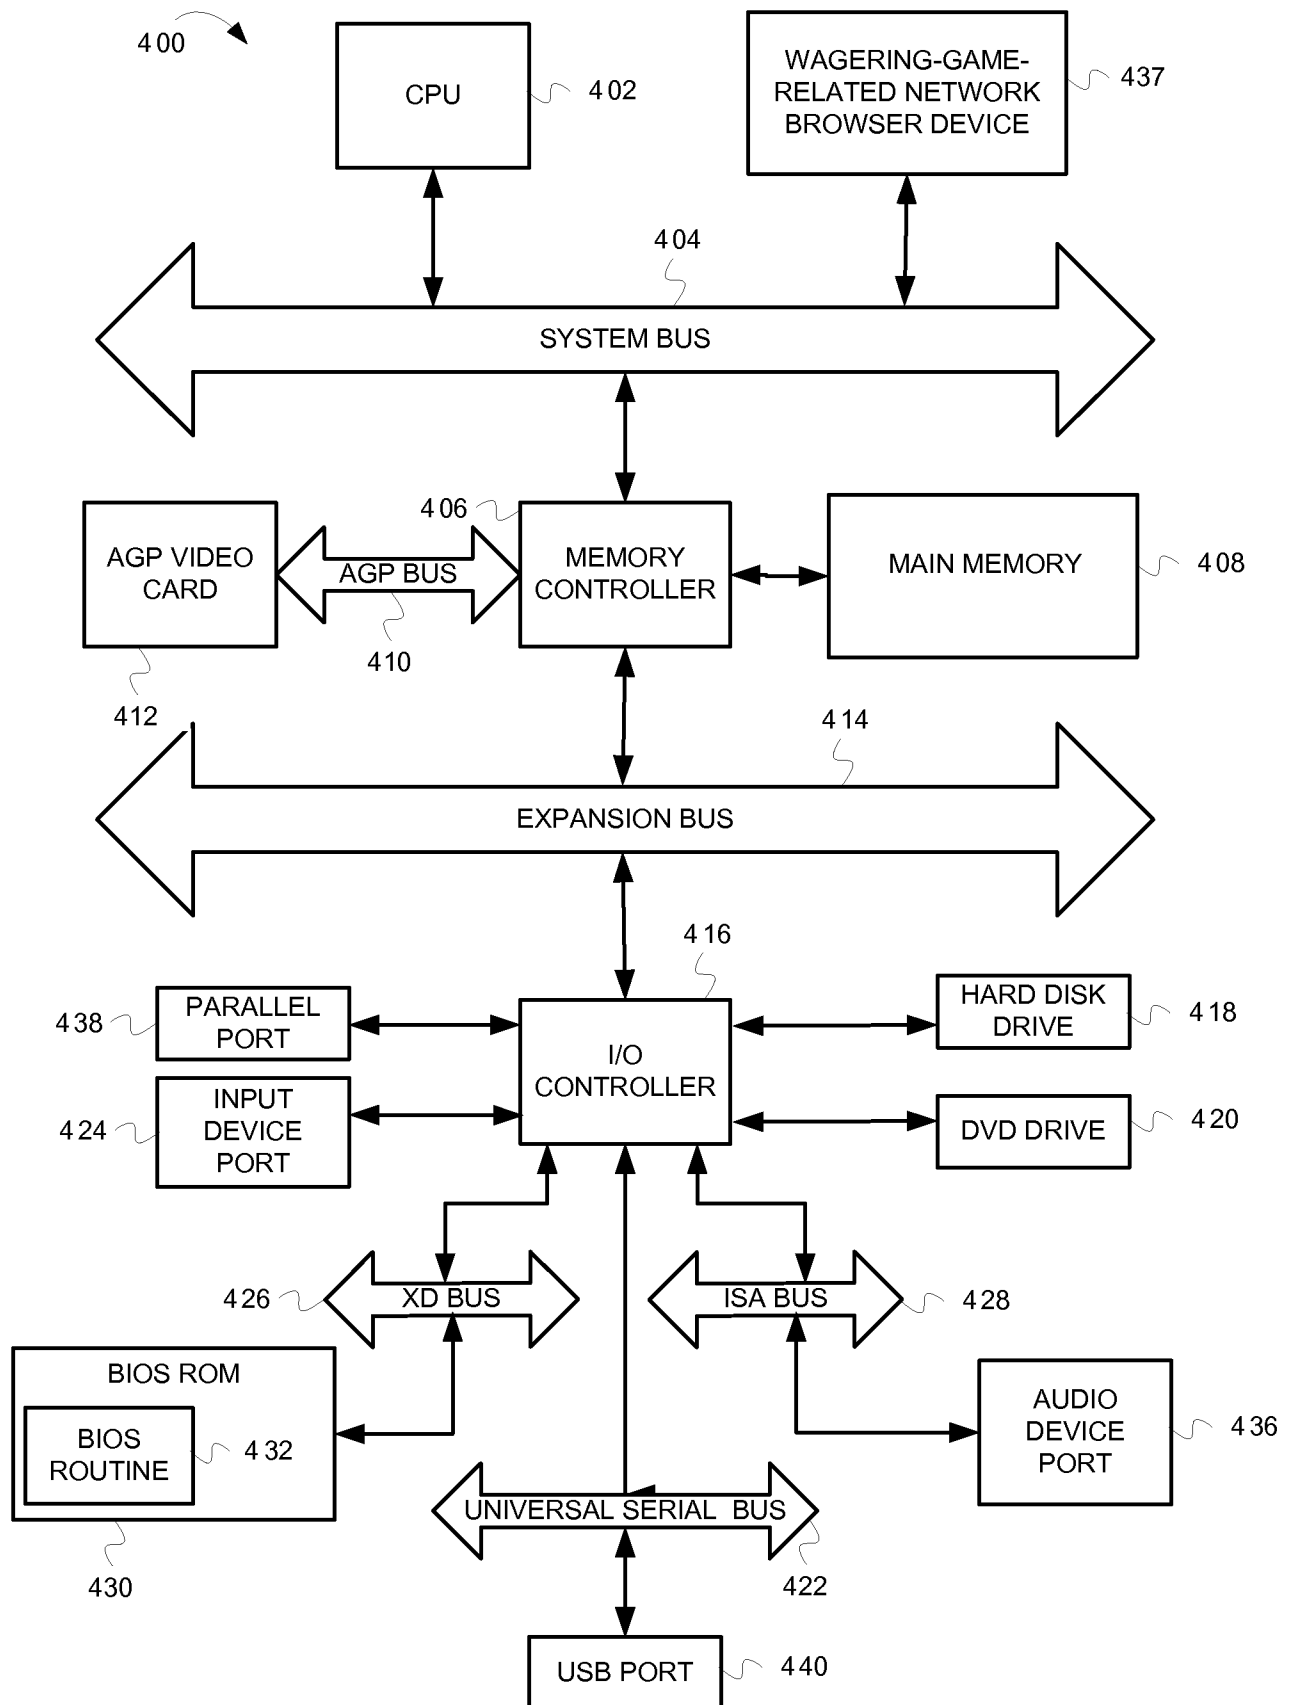 400
CPU
402
WAGERING-GAME-
RELATED NETWORK
BROWSER DEVICE
437
404
SYSTEM BUS
AGP VIDEO
CARD
412
AGP BUS
410
406
MEMORY
CONTROLLER
MAIN MEMORY
408
414
EXPANSION BUS
416
438
PARALLEL
PORT
424
INPUT
DEVICE
PORT
I/O
CONTROLLER
HARD DISK
DRIVE
418
DVD DRIVE
420
426
XD BUS
ISA BUS
428
BIOS ROM
BIOS
ROUTINE
432
430
AUDIO
DEVICE
PORT
436
UNIVERSAL SERIAL BUS
422
USB PORT
440